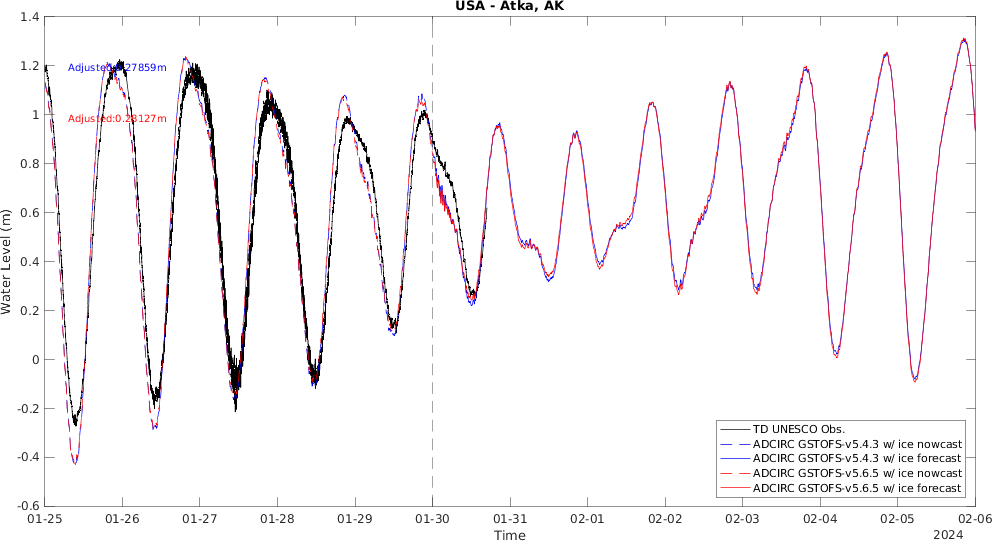 USA - Atka, AK
1.4
1.2
1
0.8
0.6
0.4
0.2
0
-0.2
-0.4
-0.6
Water Level (m)
Adjusted:0.27859m
Adjusted:0.28127m
TD UNESCO Obs.
ADCIRC GSTOFS-v5.4.3 w/ ice nowcast
ADCIRC GSTOFS-v5.4.3 w/ ice forecast
ADCIRC GSTOFS-v5.6.5 w/ ice nowcast
ADCIRC GSTOFS-v5.6.5 w/ ice forecast
01-25 01-26 01-27 01-28 01-29 01-30 01-31 02-01 02-02 02-03 02-04 02-05 02-06
Time
2024